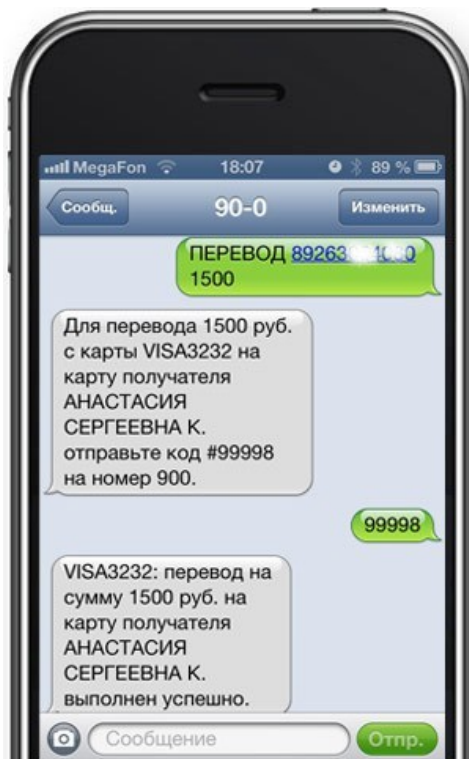 MegaFon 18:07 89 %
Сообщ. 90-0 Изменить
ПЕРЕВОД
1500
Для перевода 1500 руб.
с карты VISA3232 на
карту получателя
АНАСТАСИЯ
СЕРГЕЕВНА К.
отправьте код #99998
на номер 900.
99998
VISA3232: перевод на
сумму 1500 руб. на
карту получателя
АНАСТАСИЯ
СЕРГЕЕВНА К.
выполнен успешно.
Сообщение Отпр.